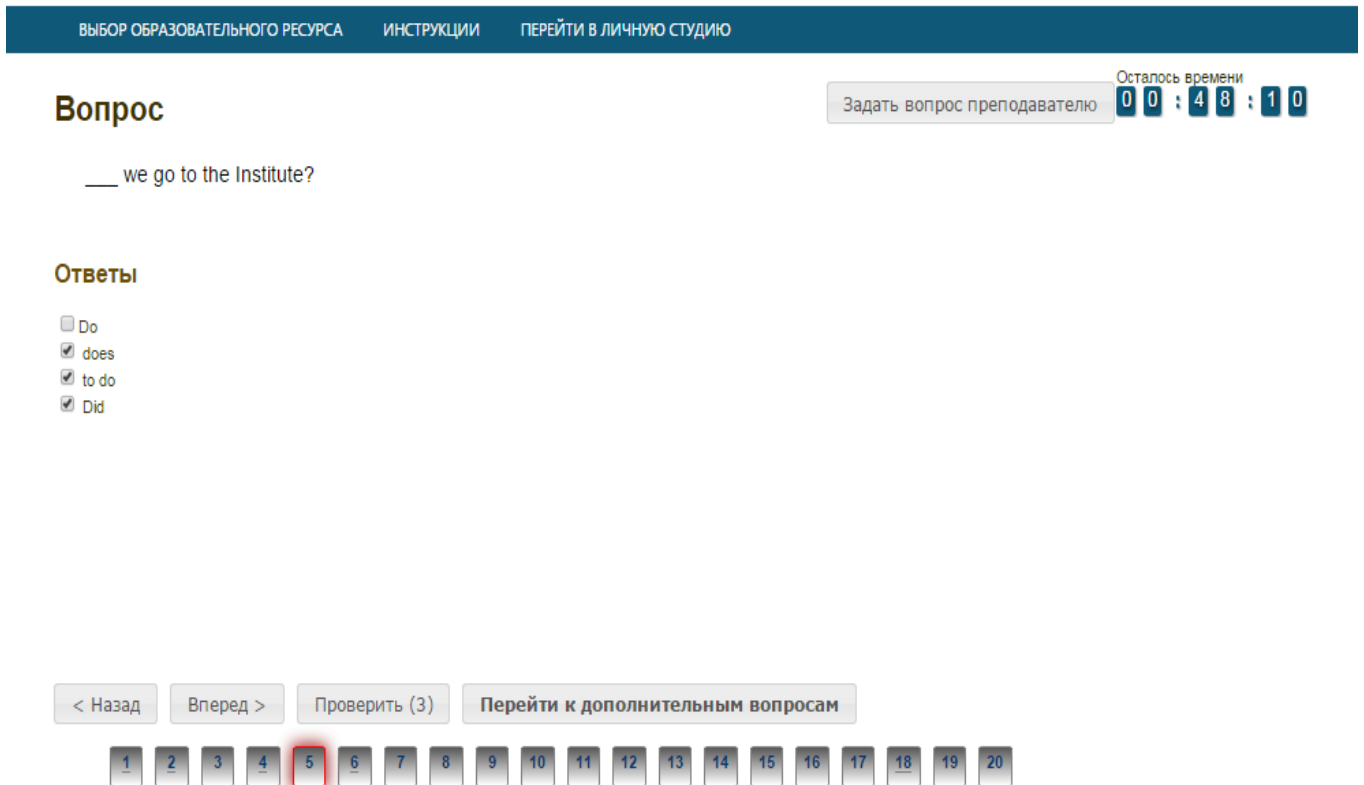 ВЫБОР ОБРАЗОВАТЕЛЬНОГО РЕСУРСА ИНСТРУКЦИИ ПЕРЕЙТИ В ЛИЧНУЮ СТУДИЮ
Осталось времени
Вопрос Задать вопрос преподавателю 00:48:10
___ we go to the Institute?
Ответы
Do
does
to do
Did
< Назад Вперед > Проверить (3) Перейти к дополнительным вопросам
1 2 3 4 5 6 7 8 9 10 11 12 13 14 15 16 17 18 19 20